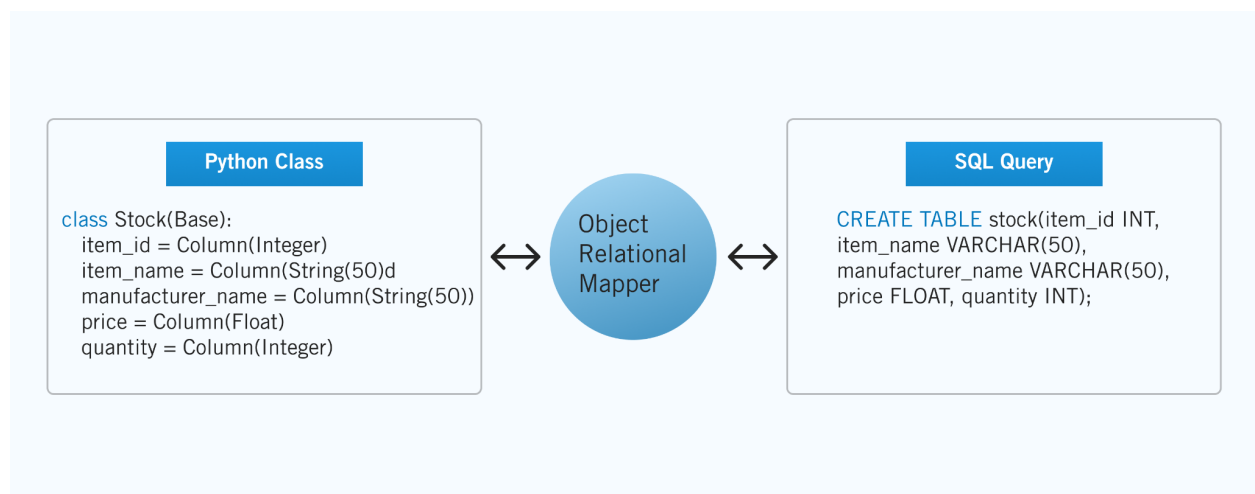 Python Class
class Stock(Base):
item_id = Column(Integer)
item_name = Column(String(50)d
manufacturer_name = Column(String(50))
price = Column(Float)
quantity = Column(Integer)
Object
Relational
Mapper
SQL Query
CREATE TABLE stock(item_id INT,
item_name VARCHAR(50),
manufacturer_name VARCHAR(50),
price FLOAT, quantity INT);